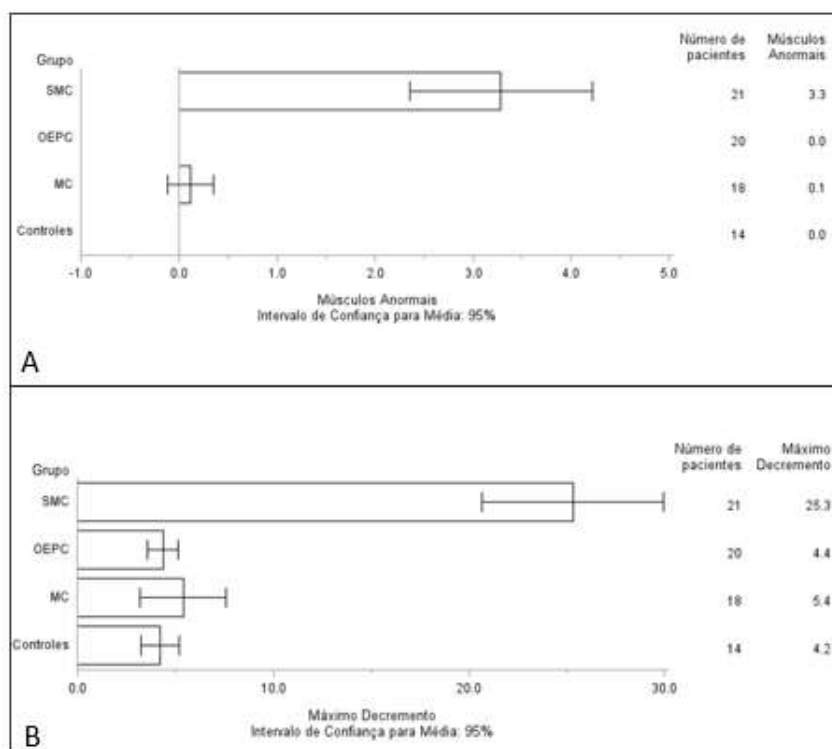 Número de pacientes Músculos Anormais
Grupo
SMC 21 3.3
OEPC 20 0.0
MC 18 0.1
Controles 14 0.0
-1.0 0.0 1.0 2.0 3.0 4.0 5.0
Músculos Anormais
Intervalo de Confiança para Média: 95%
A
Número de pacientes Máximo Decremento
Grupo
SMC 21 25.3
OEPC 20 4.4
MC 18 5.4
Controles 14 4.2
0.0 10.0 20.0 30.0
Máximo Decremento
Intervalo de Confiança para Média: 95%
B